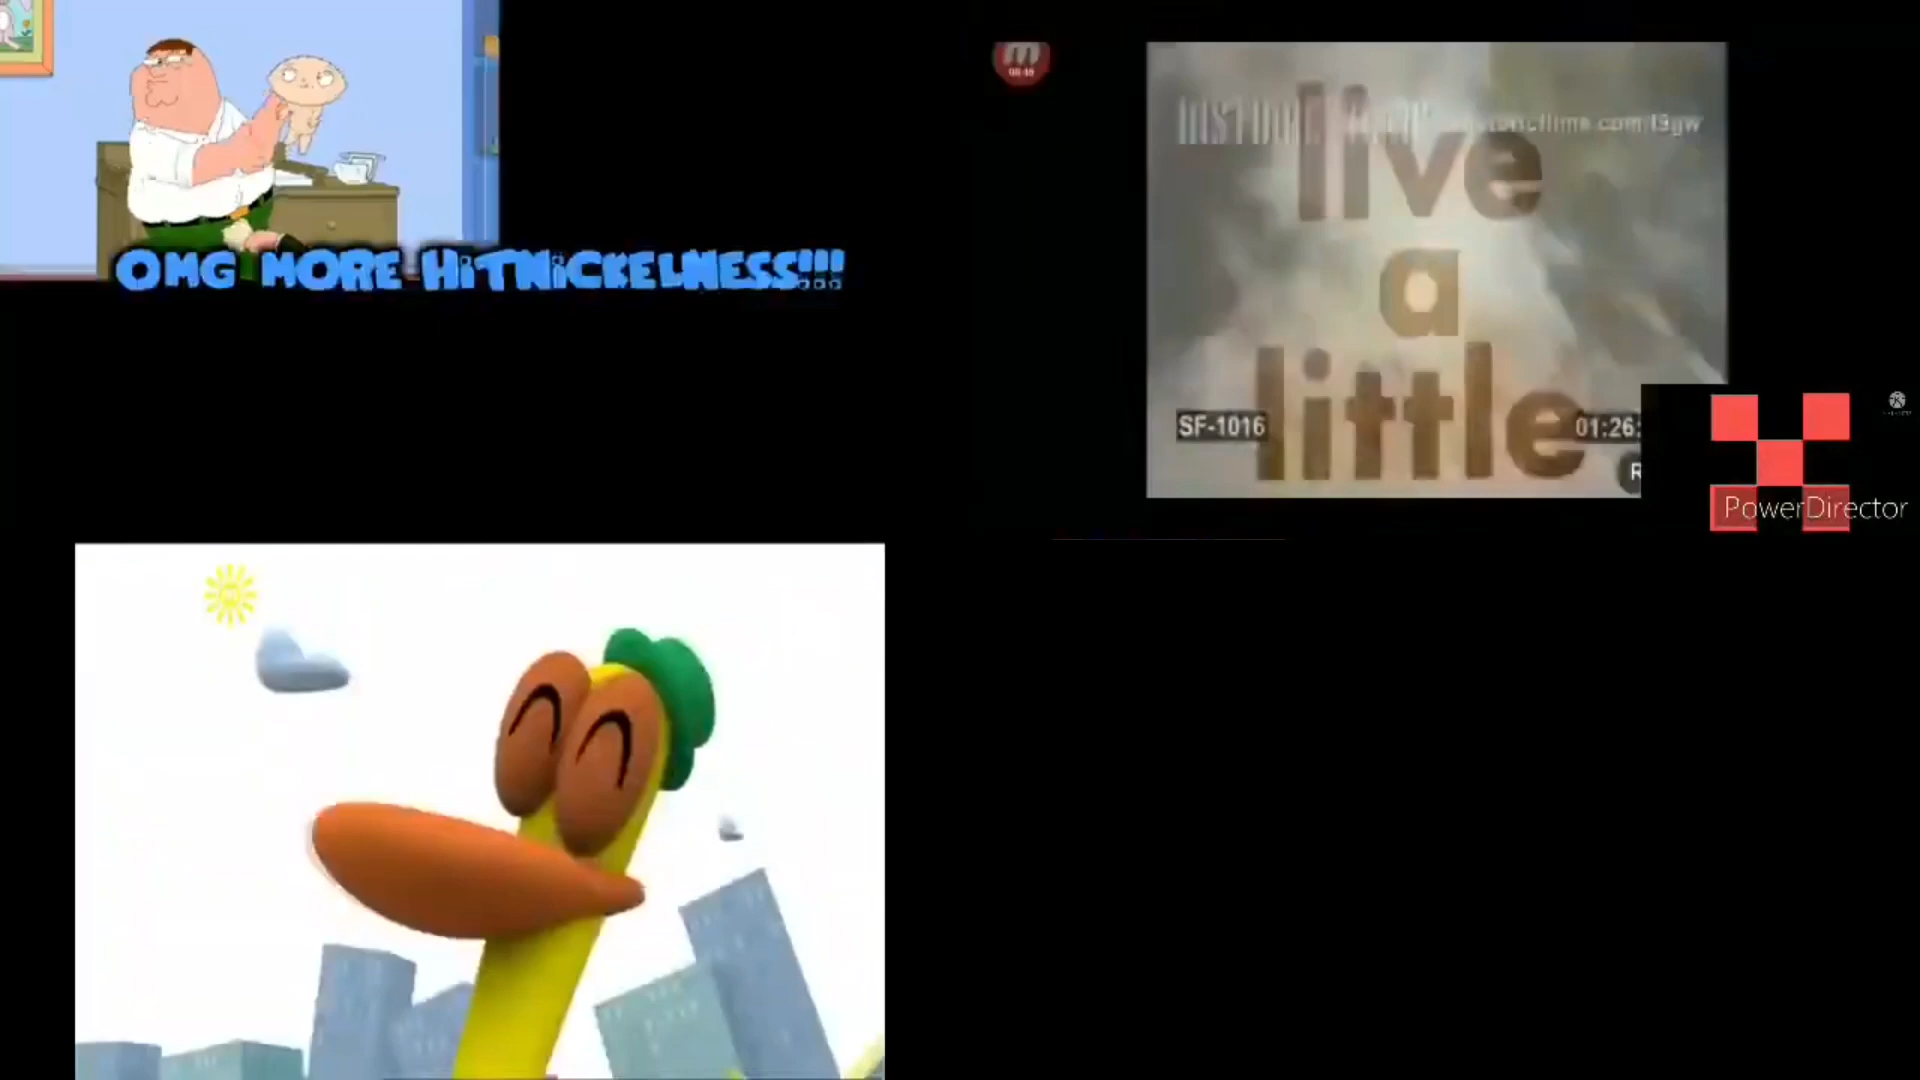 OMG MORE HiTNiCKELNESS!!!
live
a
little
SF-1016
01:26:
R
PowerDirector